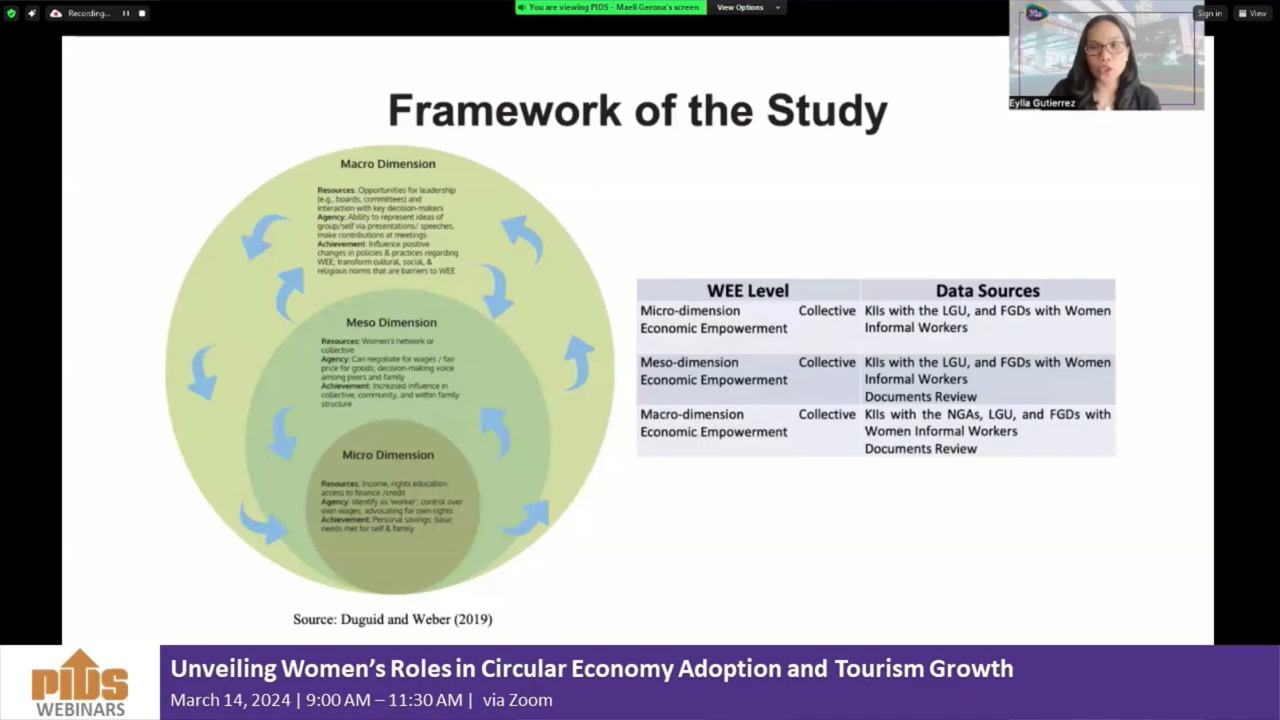 Recording...
You are viewing PIDS - Maeli Gerona's screen
View Options
Sign in
View
Eylla Gutierrez
Framework of the Study
Macro Dimension
Resources: Opportunities for leadership
(e.g., boards, committees) and
interaction with key decision-makers
Agency: Ability to represent ideas of
group/self via presentations/ speeches,
make contributions at meetings
Achievement: Influence positive
changes in policies & practices regarding
WEE; transform cultural, social, &
religious norms that are barriers to WEE
Meso Dimension
Resources: Women's network or
collective
Agency: Can negotiate for wages / fair
price for goods; decision-making voice
among peers and family
Achievement: Increased influence in
collective, community, and within family
structure
Micro Dimension
Resources: Income, rights education;
access to finance /credit
Agency: Identify as 'worker'; control over
own wages; advocating for own rights
Achievement: Personal savings; basic
needs met for self & family
Source: Duguid and Weber (2019)
WEE Level Data Sources
Micro-dimension Collective KIIs with the LGU, and FGDs with Women
Economic Empowerment Informal Workers
Meso-dimension Collective KIIs with the LGU, and FGDs with Women
Economic Empowerment Informal Workers
Documents Review
Macro-dimension Collective KIIs with the NGAs, LGU, and FGDs with
Economic Empowerment Women Informal Workers
Documents Review
PIDS
WEBINARS
Unveiling Women's Roles in Circular Economy Adoption and Tourism Growth
March 14, 2024 | 9:00 AM – 11:30 AM | via Zoom